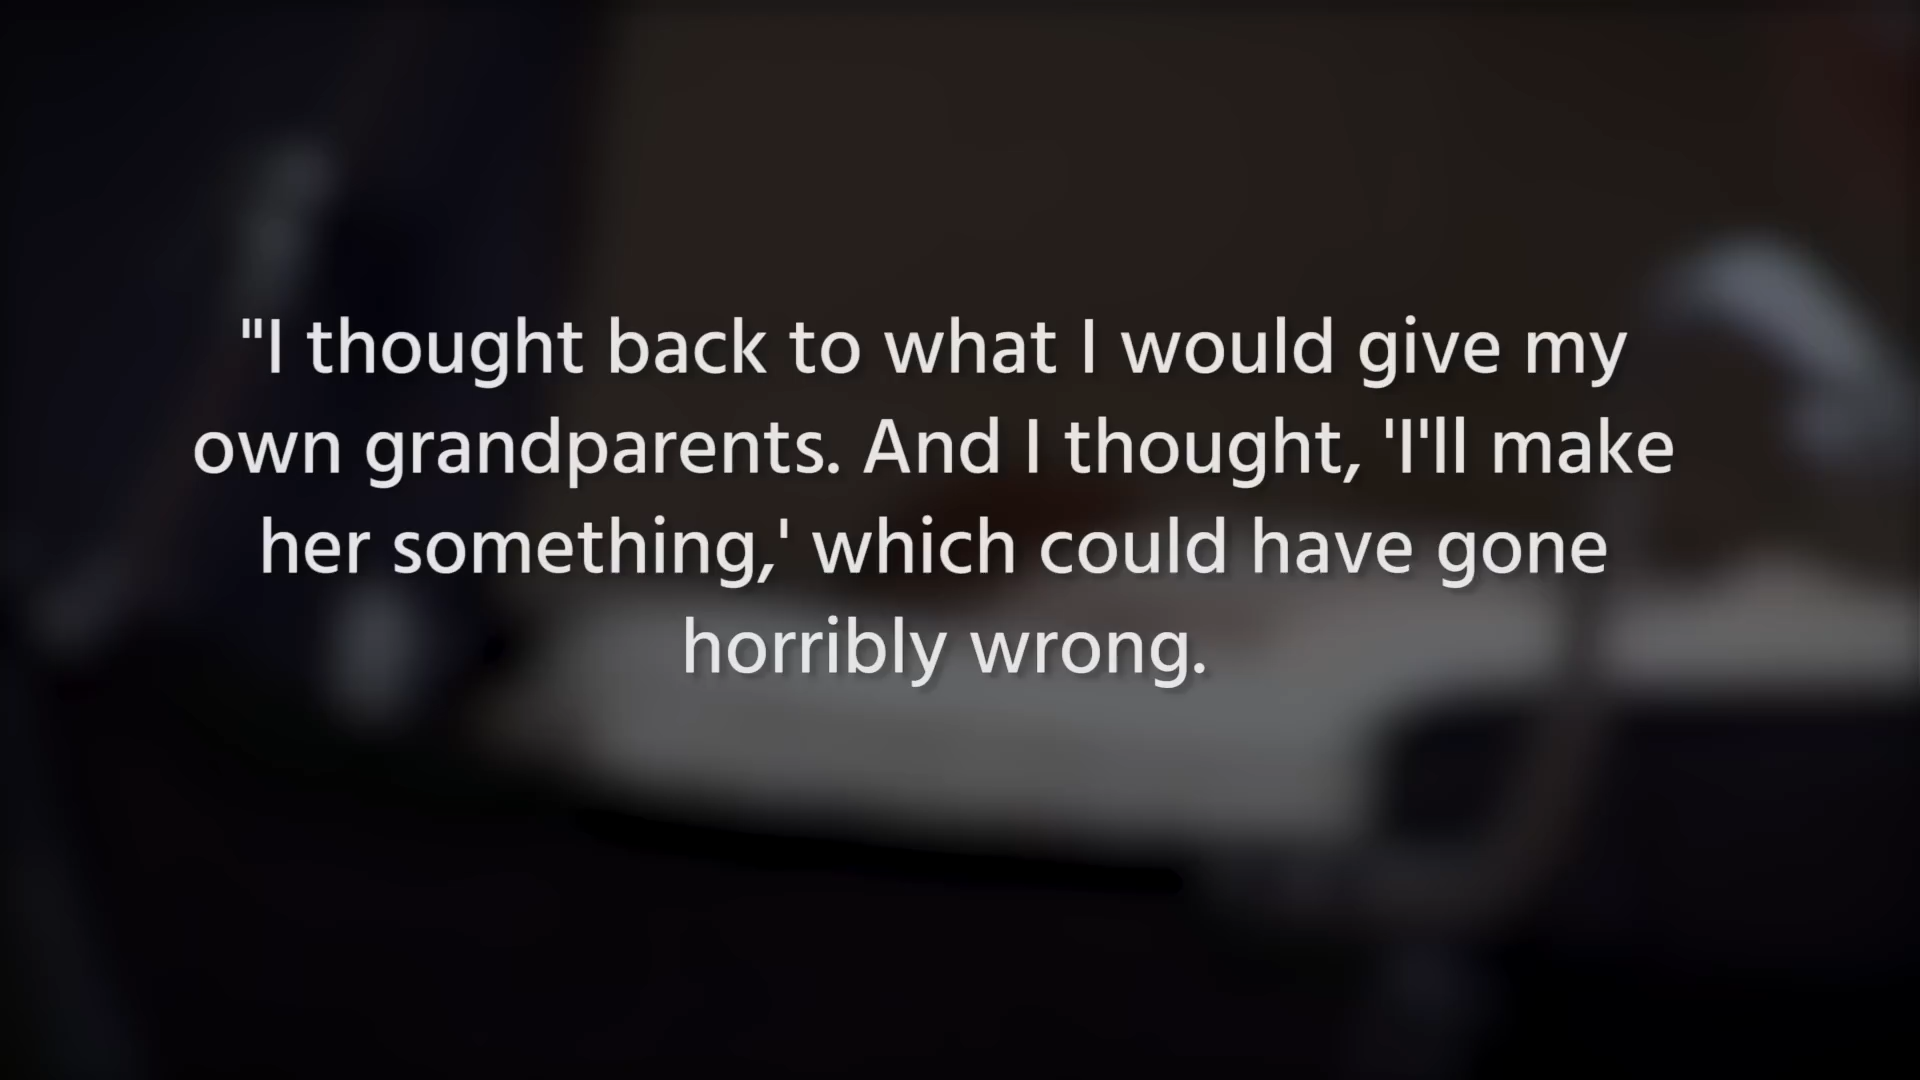 "I thought back to what I would give my
own grandparents. And I thought, 'I'll make
her something,' which could have gone
horribly wrong.